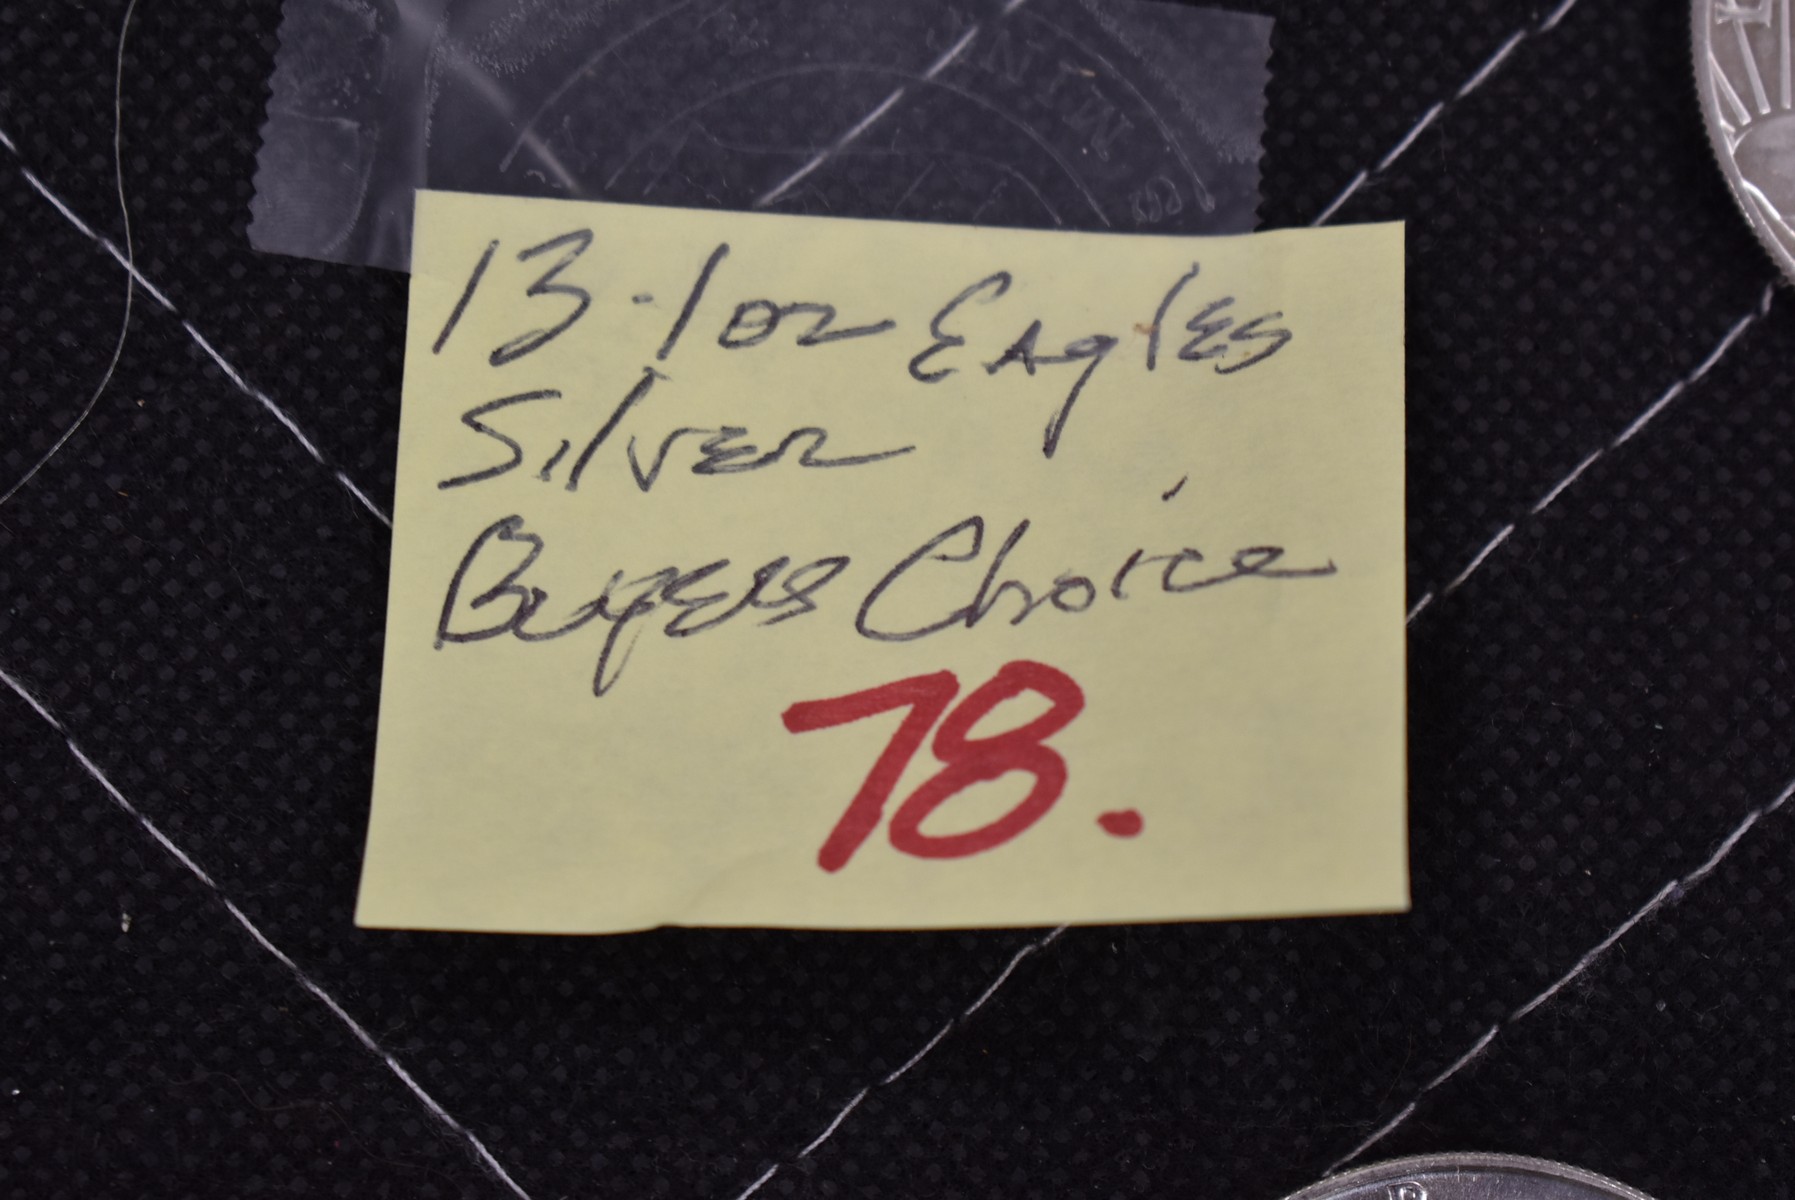 13-1oz Eagles
Silver
Buyers Choice
78.